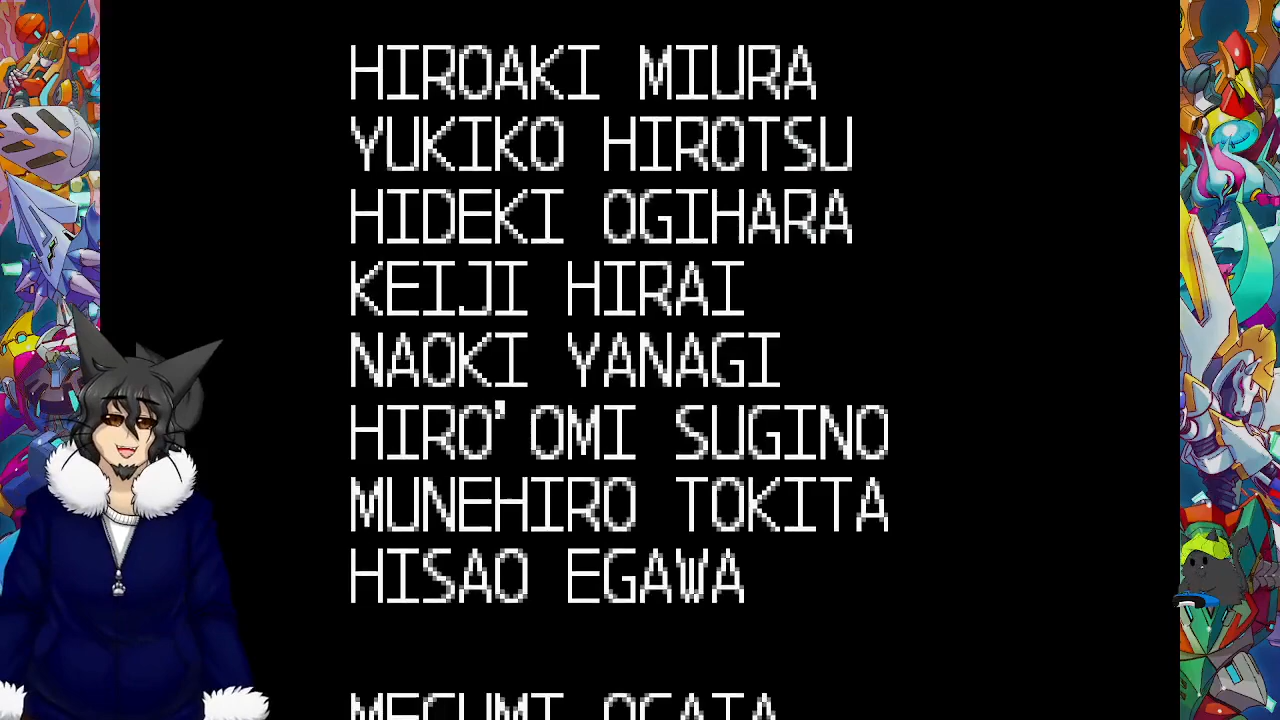 HIROAKI MIURA
YUKIKO HIROTSU
HIDEKI OGIHARA
KEIJI HIRAI
NAOKI YANAGI
HIRO'OMI SUGINO
MUNEHIRO TOKITA
HISAO EGAWA